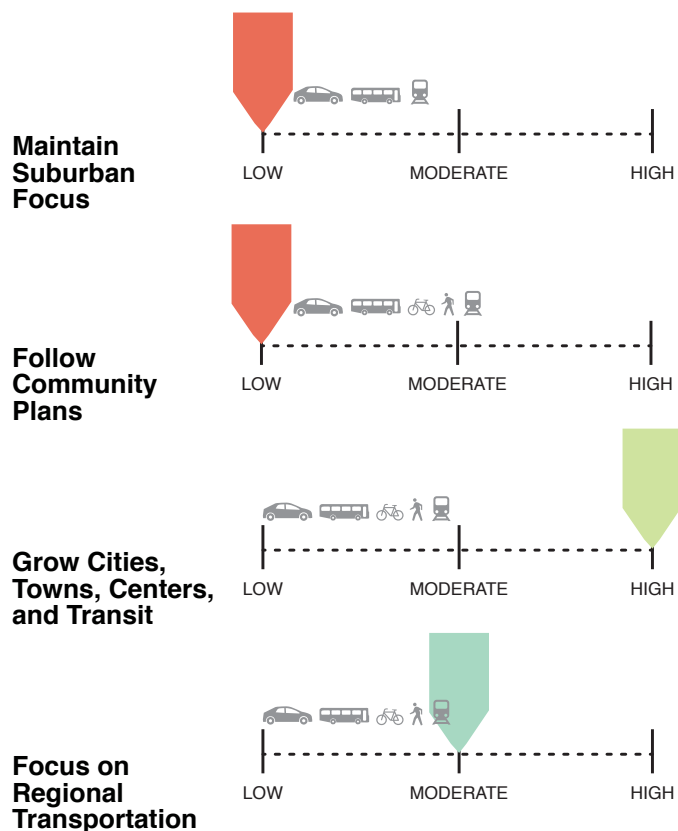 Maintain
Suburban
Focus
LOW MODERATE HIGH
Follow
Community
Plans
LOW MODERATE HIGH
Grow Cities,
Towns, Centers,
and Transit
LOW MODERATE HIGH
Focus on
Regional
Transportation
LOW MODERATE HIGH